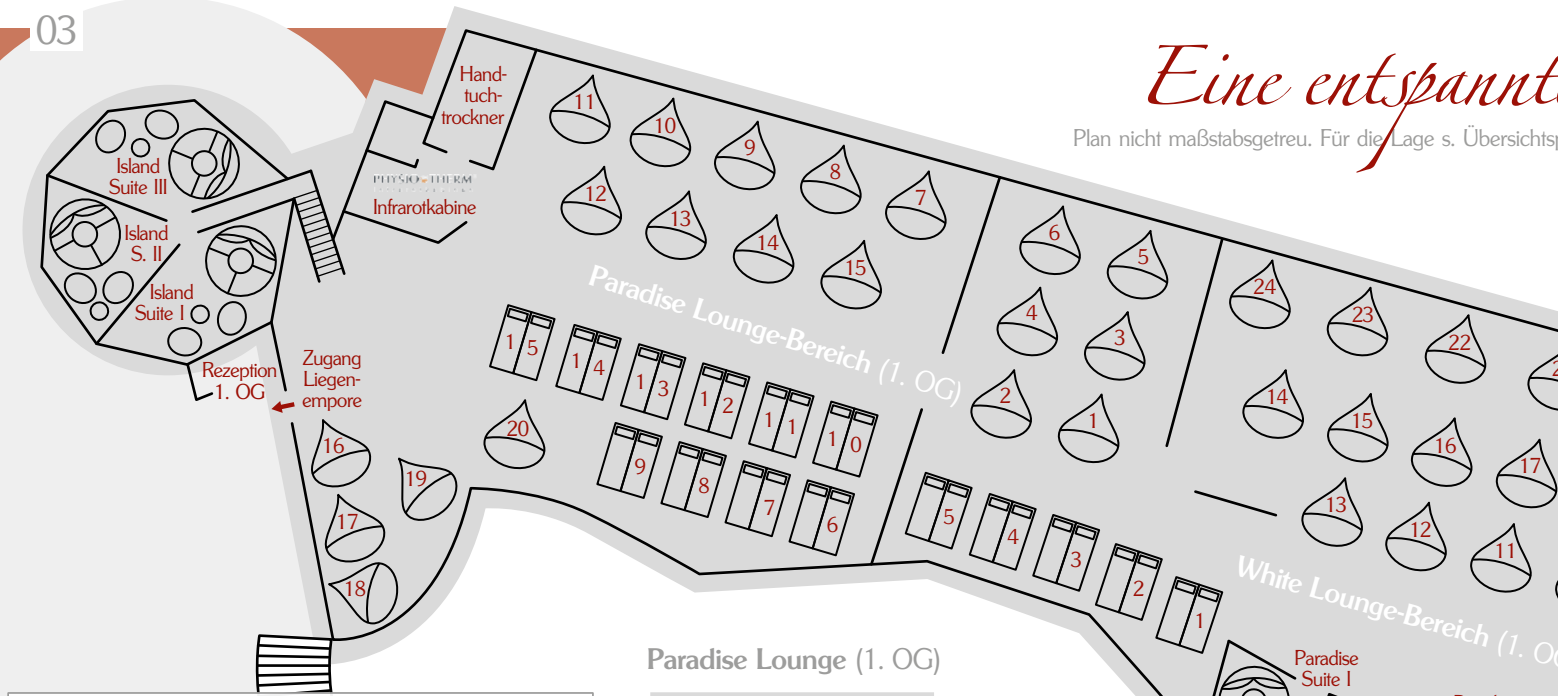 03
Eine entspannt
Plan nicht maßstabsgetreu. Für die Lage s. Übersichtsp
Hand-
tuch-
trockner
PHYSIOTHERM
Infrarotkabine
Island
Suite III
Island
S. II
Island
Suite I
Rezeption
1. OG
Zugang
Liegen-
empore
11
10
9
8
7
12
13
14
15
6
5
4
3
2
1
24
23
22
2
14
15
16
17
13
12
11
Paradise Lounge-Bereich (1. OG)
15
14
13
12
11
10
9
8
7
6
5
4
3
2
1
20
16
19
17
18
White Lounge-Bereich (1. OG
Paradise
Suite I
Paradise Lounge (1. OG)